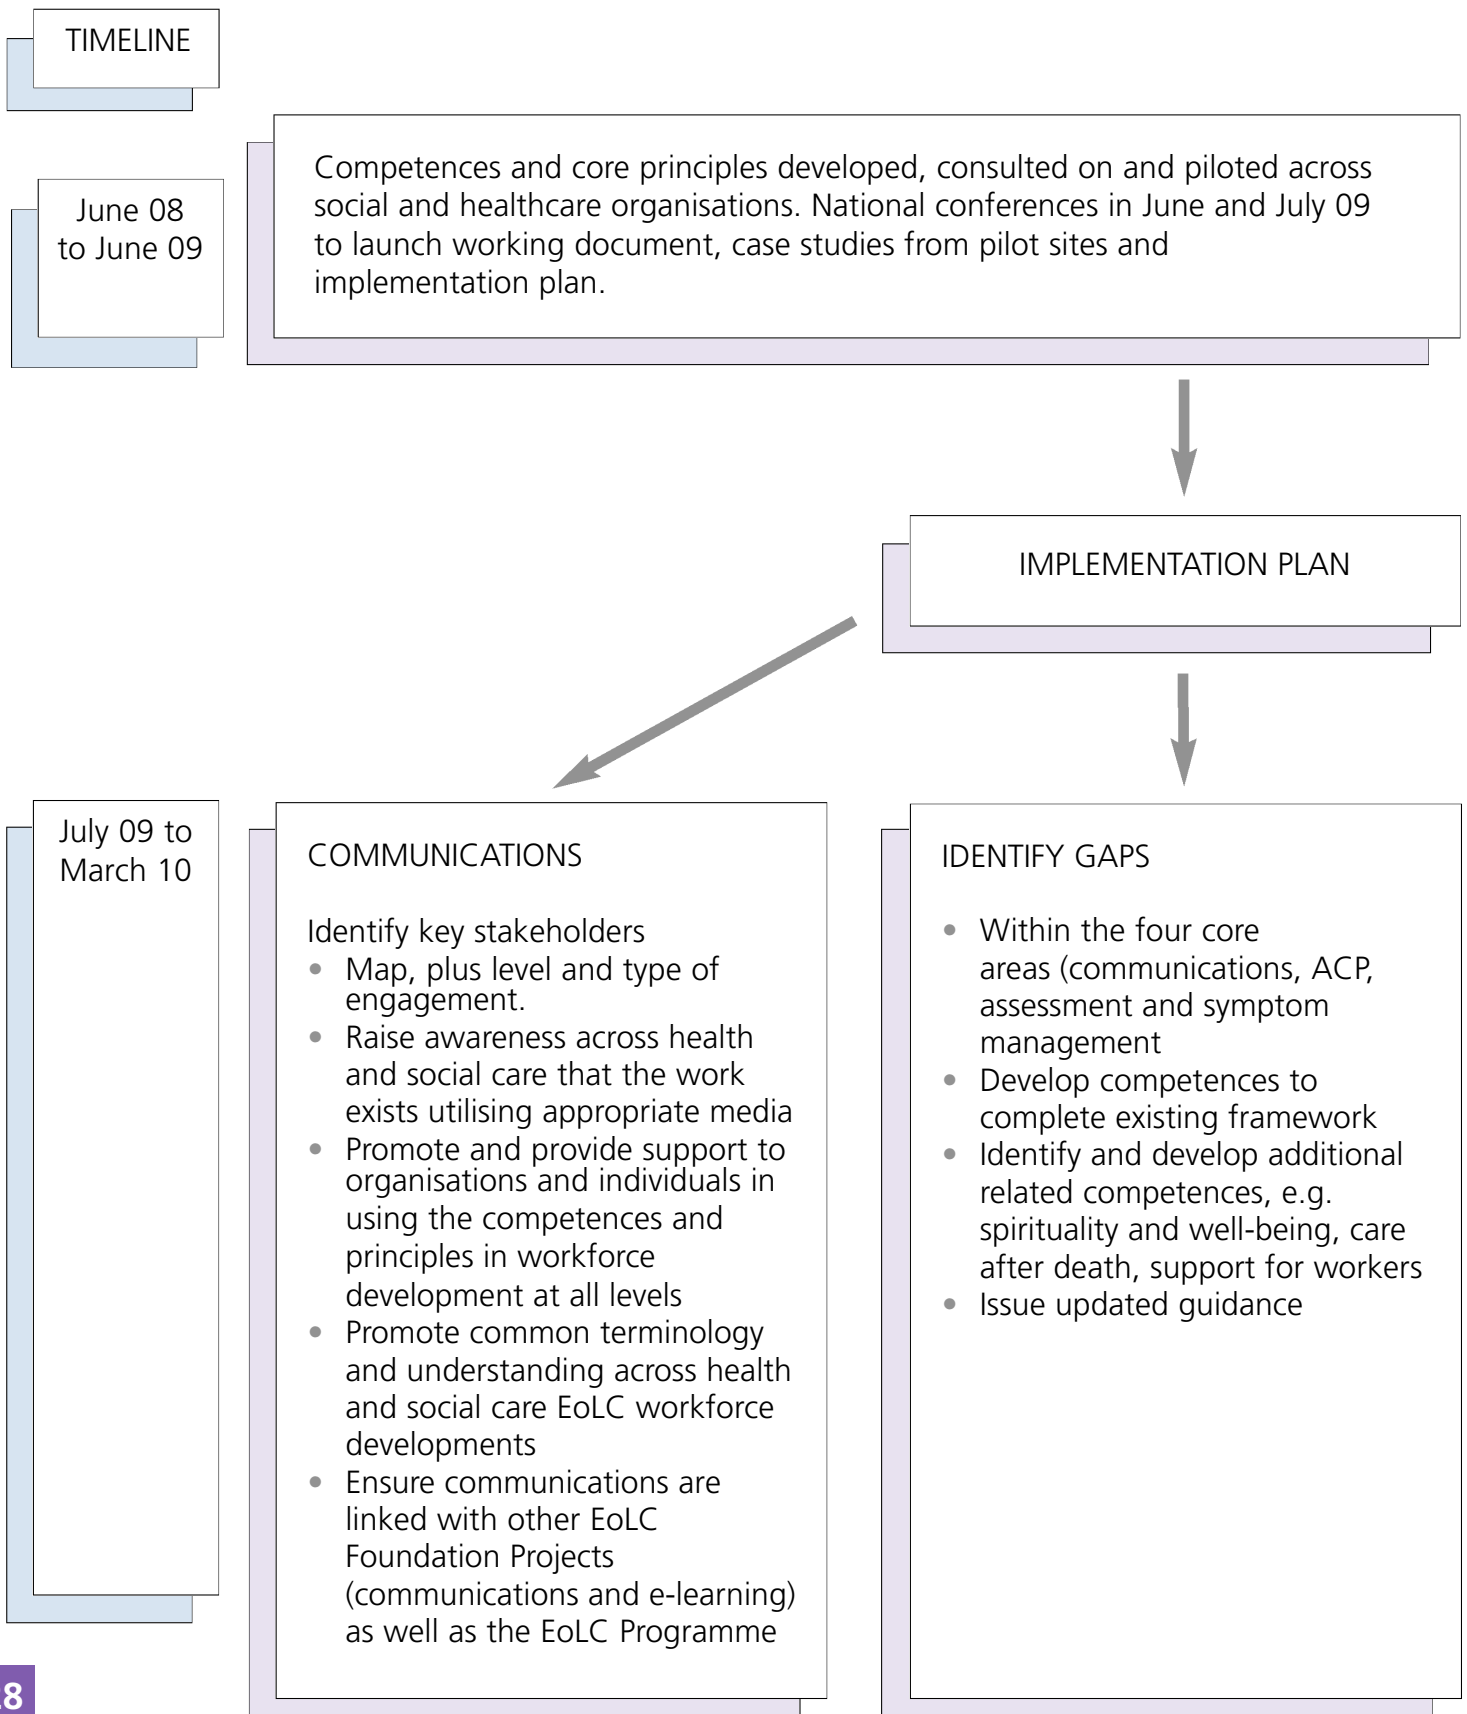 TIMELINE
June 08
to June 09
Competences and core principles developed, consulted on and piloted across
social and healthcare organisations. National conferences in June and July 09
to launch working document, case studies from pilot sites and
implementation plan.
IMPLEMENTATION PLAN
July 09 to
March 10
COMMUNICATIONS
Identify key stakeholders
• Map, plus level and type of
engagement.
• Raise awareness across health
and social care that the work
exists utilising appropriate media
• Promote and provide support to
organisations and individuals in
using the competences and
principles in workforce
development at all levels
• Promote common terminology
and understanding across health
and social care EoLC workforce
developments
• Ensure communications are
linked with other EoLC
Foundation Projects
(communications and e-learning)
as well as the EoLC Programme
IDENTIFY GAPS
• Within the four core
areas (communications, ACP,
assessment and symptom
management
• Develop competences to
complete existing framework
• Identify and develop additional
related competences, e.g.
spirituality and well-being, care
after death, support for workers
• Issue updated guidance